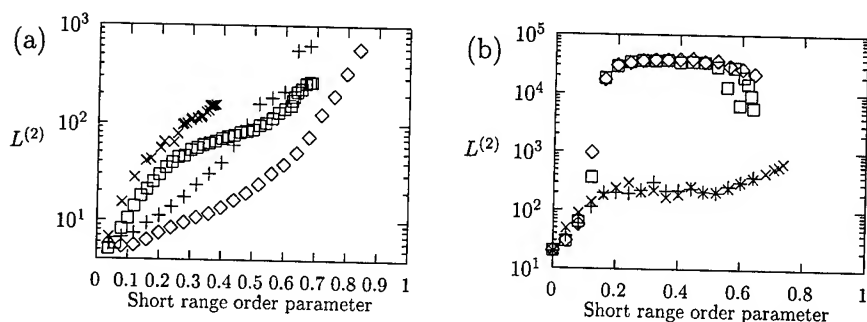 (a)
10^3
10^2
10^1
L^(2)
0 0.1 0.2 0.3 0.4 0.5 0.6 0.7 0.8 0.9 1
Short range order parameter
(b)
10^5
10^4
10^3
10^2
10^1
L^(2)
0 0.2 0.4 0.6 0.8 1
Short range order parameter